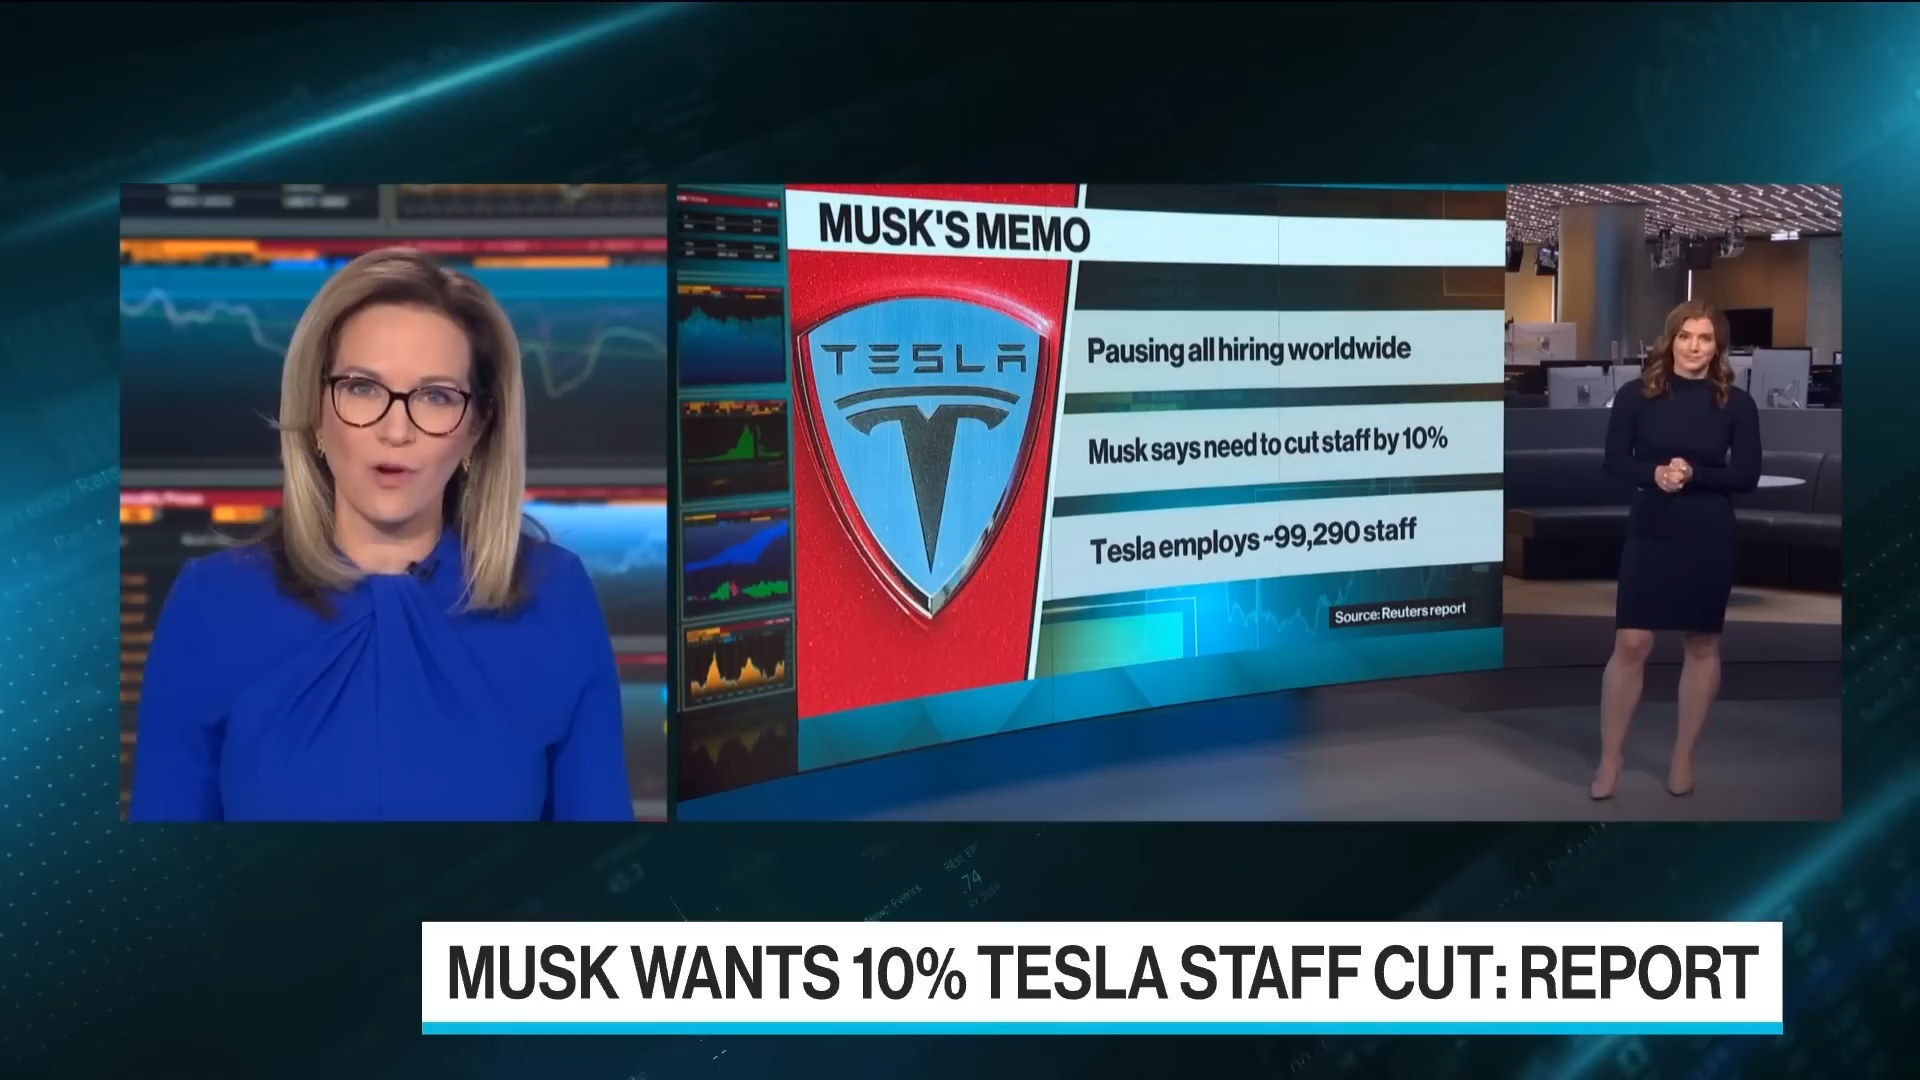 MUSK'S MEMO
TESLA
Pausing all hiring worldwide
Musk says need to cut staff by 10%
Tesla employs ~99,290 staff
Source: Reuters report
MUSK WANTS 10% TESLA STAFF CUT: REPORT